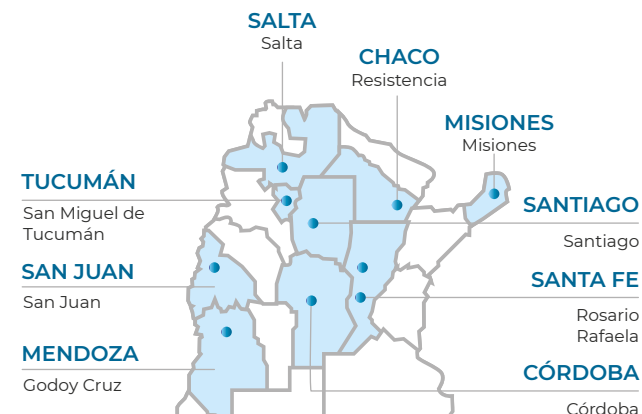 SALTA
Salta
CHACO
Resistencia
MISIONES
Misiones
TUCUMÁN
San Miguel de
Tucumán
SANTIAGO
Santiago
SAN JUAN
San Juan
SANTA FE
Rosario
Rafaela
MENDOZA
Godoy Cruz
CÓRDOBA
Córdoba